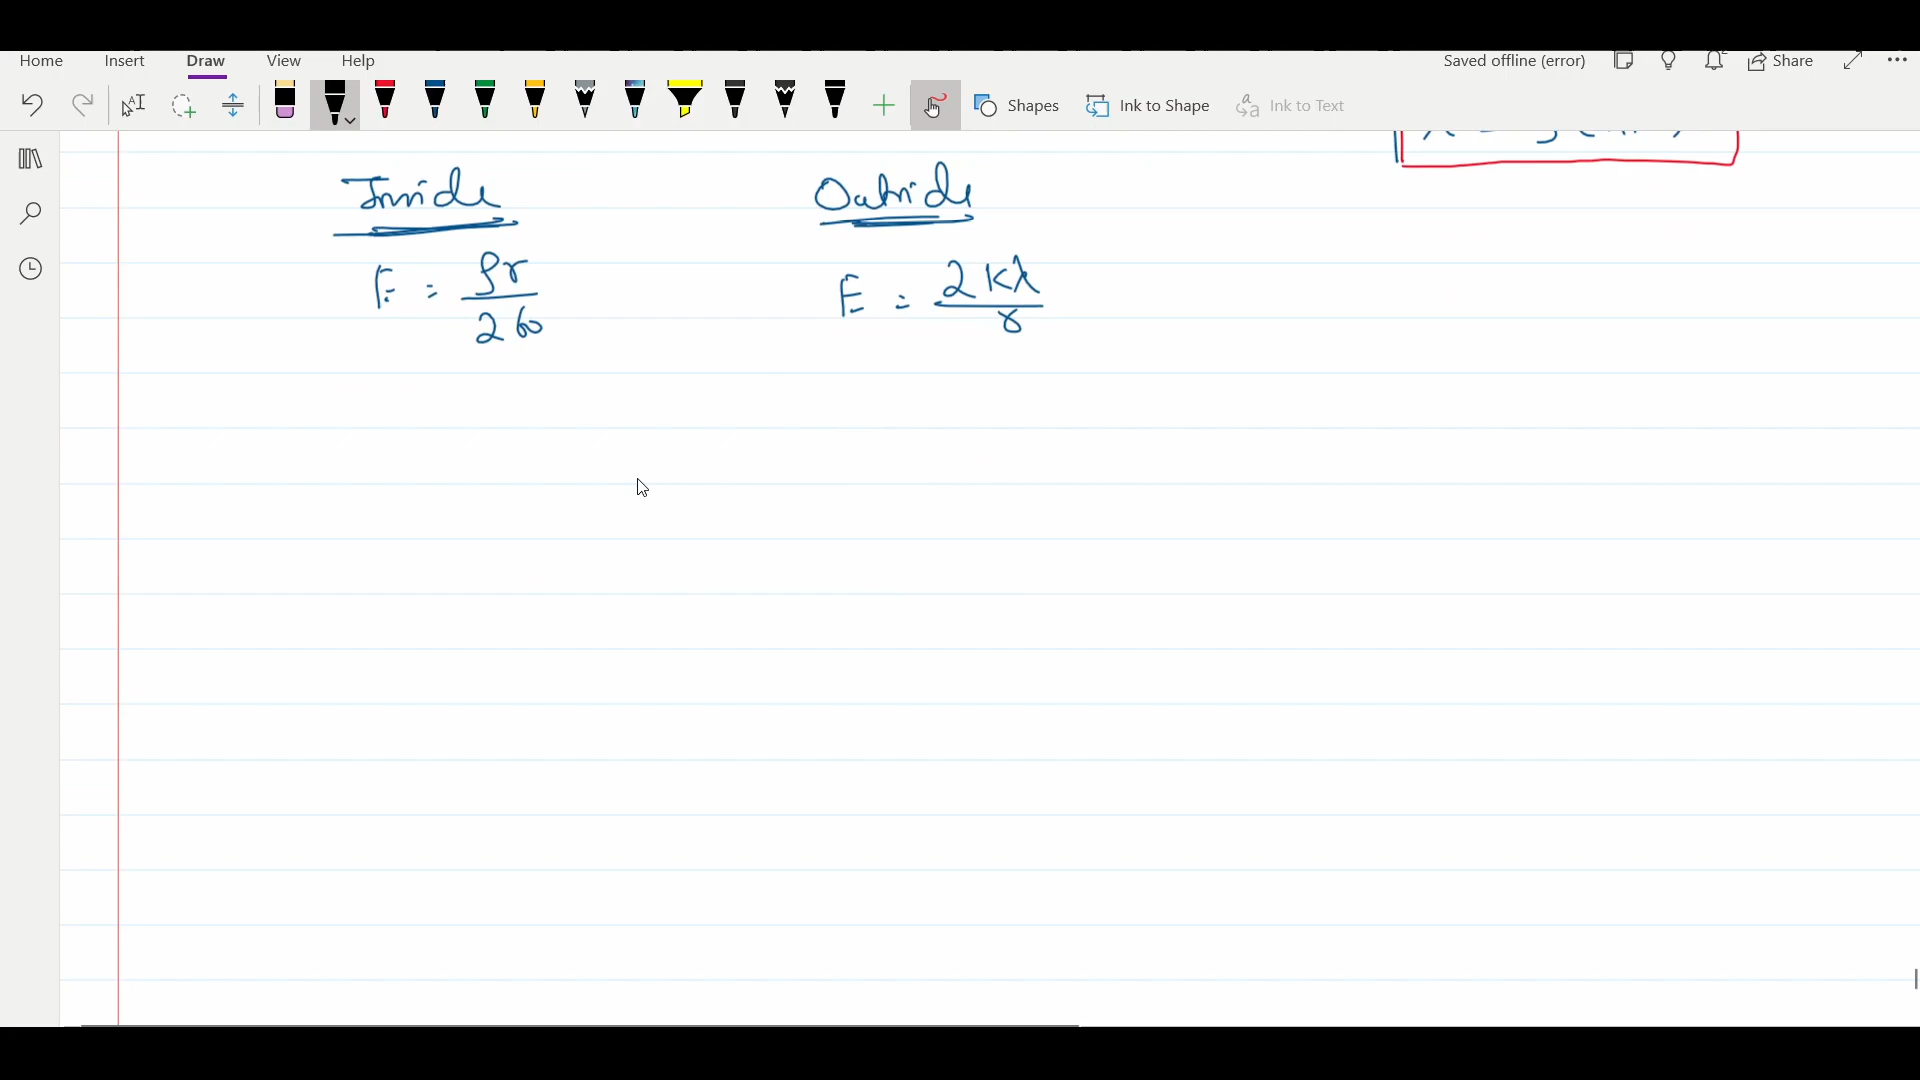 Home Insert Draw View Help Saved offline (error) Share
Shapes Ink to Shape Ink to Text
Inside Outside
E = ρr / 2ϵ₀ E = 2Kλ / r